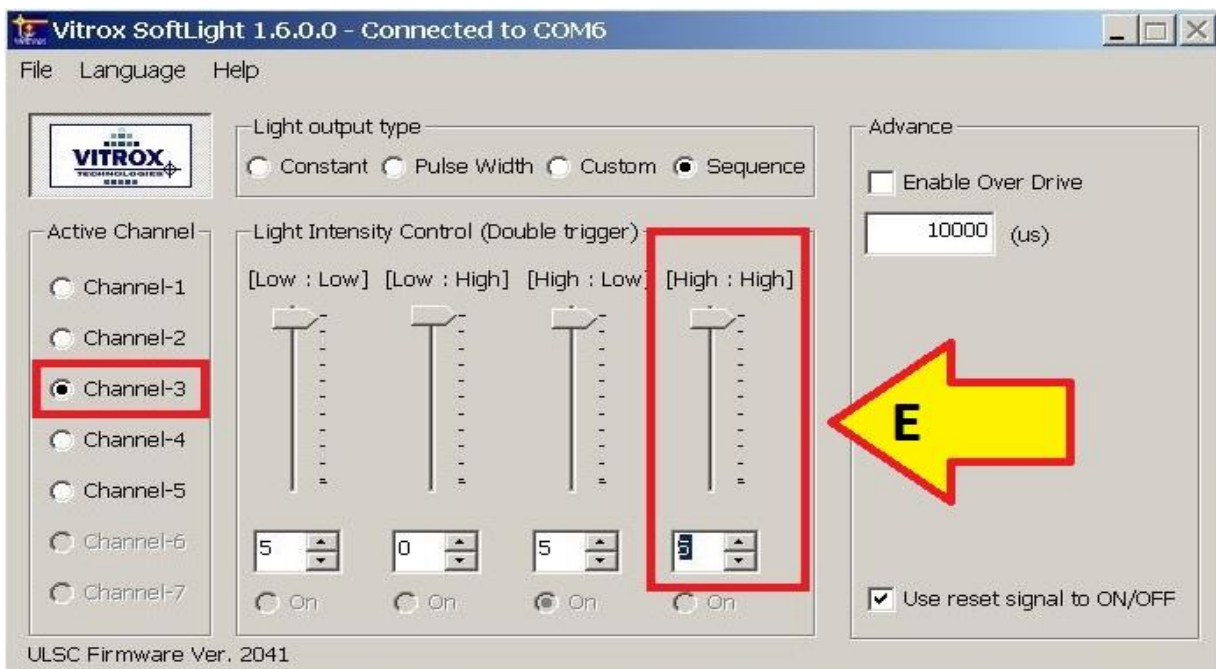 Vitrox SoftLight 1.6.0.0 - Connected to COM6
File Language Help
VITROX
TECHNOLOGIES
Light output type
Constant Pulse Width Custom Sequence
Advance
Enable Over Drive
10000 (us)
Active Channel
Channel-1
Channel-2
Channel-3
Channel-4
Channel-5
Channel-6
Channel-7
Light Intensity Control (Double trigger)
[Low : Low] [Low : High] [High : Low] [High : High]
5 0 5 5
On On On On
E
Use reset signal to ON/OFF
ULSC Firmware Ver. 2041